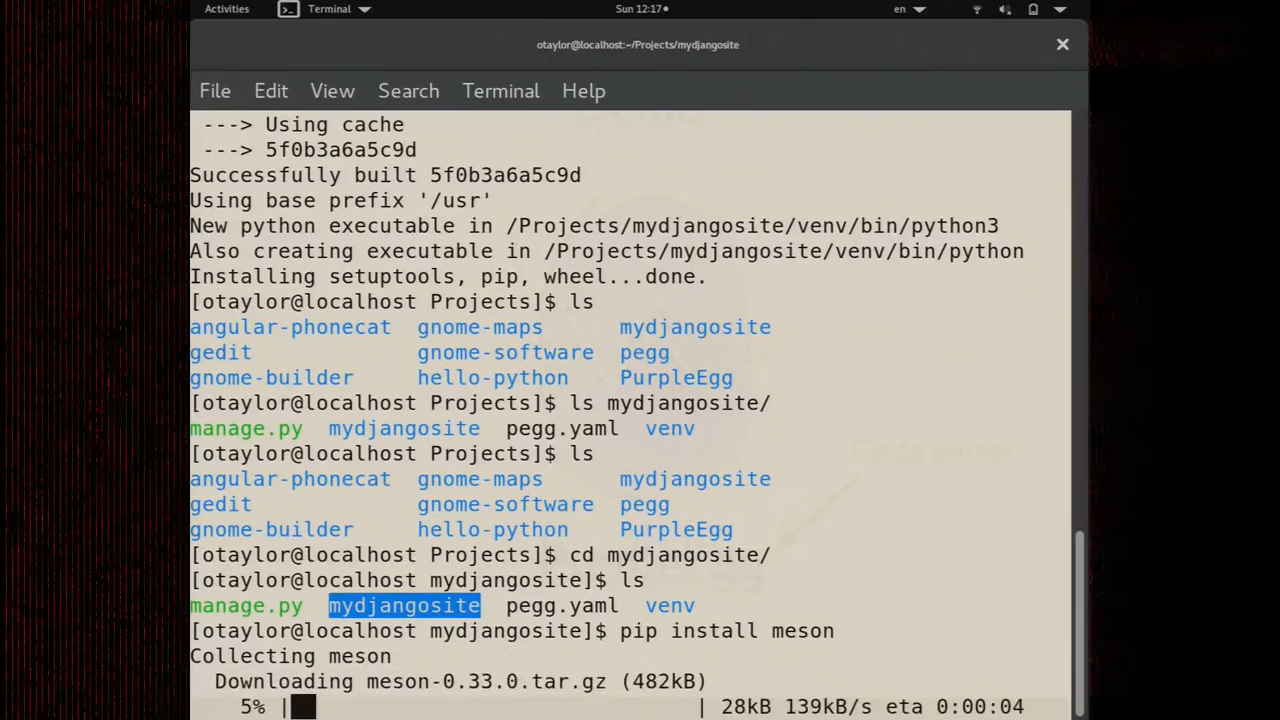 Activities Terminal Sun 12:17 en
otaylor@localhost:~/Projects/mydjangosite
File Edit View Search Terminal Help
---> Using cache
---> 5f0b3a6a5c9d
Successfully built 5f0b3a6a5c9d
Using base prefix '/usr'
New python executable in /Projects/mydjangosite/venv/bin/python3
Also creating executable in /Projects/mydjangosite/venv/bin/python
Installing setuptools, pip, wheel...done.
[otaylor@localhost Projects]$ ls
angular-phonecat gnome-maps mydjangosite
gedit gnome-software pegg
gnome-builder hello-python PurpleEgg
[otaylor@localhost Projects]$ ls mydjangosite/
manage.py mydjangosite pegg.yaml venv
[otaylor@localhost Projects]$ ls
angular-phonecat gnome-maps mydjangosite
gedit gnome-software pegg
gnome-builder hello-python PurpleEgg
[otaylor@localhost Projects]$ cd mydjangosite/
[otaylor@localhost mydjangosite]$ ls
manage.py mydjangosite pegg.yaml venv
[otaylor@localhost mydjangosite]$ pip install meson
Collecting meson
Downloading meson-0.33.0.tar.gz (482kB)
5% |█ | 28kB 139kB/s eta 0:00:04